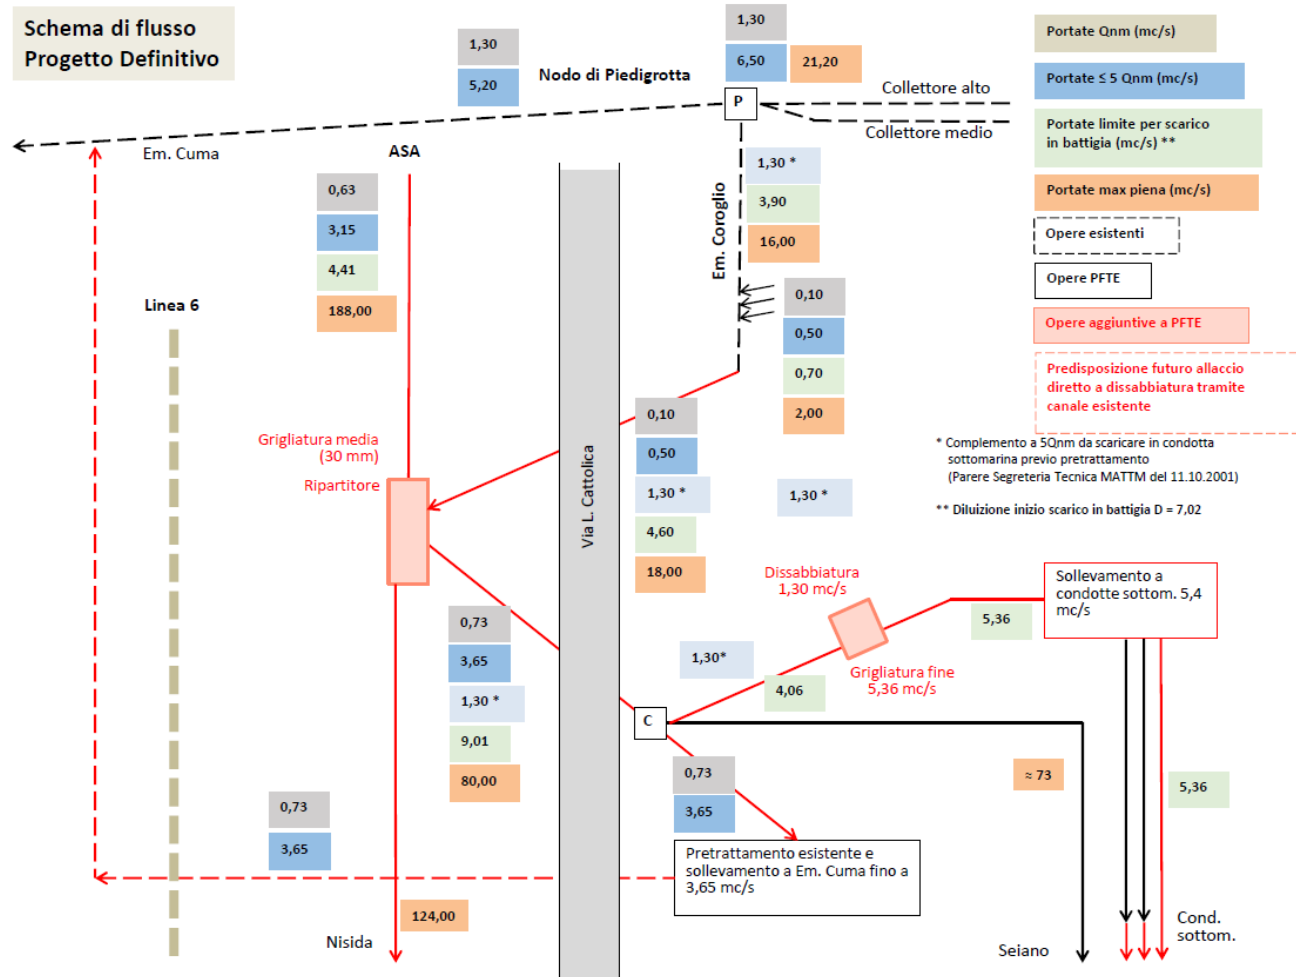 Schema di flusso
Progetto Definitivo
1,30
5,20
Nodo di Piedigrotta
1,30
6,50
21,20
P
Collettore alto
Collettore medio
Em. Cuma
ASA
0,63
3,15
4,41
188,00
Linea 6
Em. Coroglio
1,30 *
3,90
16,00
0,10
0,50
0,70
2,00
Portate Qnm (mc/s)
Portate ≤ 5 Qnm (mc/s)
Portate limite per scarico
in battigia (mc/s) **
Portate max piena (mc/s)
Opere esistenti
Opere PFTE
Opere aggiuntive a PFTE
Predisposizione futuro allaccio
diretto a dissabbiatura tramite
canale esistente
* Complemento a 5Qnm da scaricare in condotta
sottomarina previo pretrattamento
(Parere Segreteria Tecnica MATTM del 11.10.2001)
** Diluizione inizio scarico in battigia D = 7,02
Grigliatura media
(30 mm)
Ripartitore
Via L. Cattolica
0,10
0,50
1,30 *
4,60
18,00
1,30 *
Dissabbiatura
1,30 mc/s
Sollevamento a
condotte sottom. 5,4
mc/s
5,36
0,73
3,65
1,30 *
9,01
80,00
1,30*
4,06
Grigliatura fine
5,36 mc/s
C
0,73
3,65
≈ 73
5,36
0,73
3,65
Pretrattamento esistente e
sollevamento a Em. Cuma fino a
3,65 mc/s
124,00
Nisida
Seiano
Cond.
sottom.